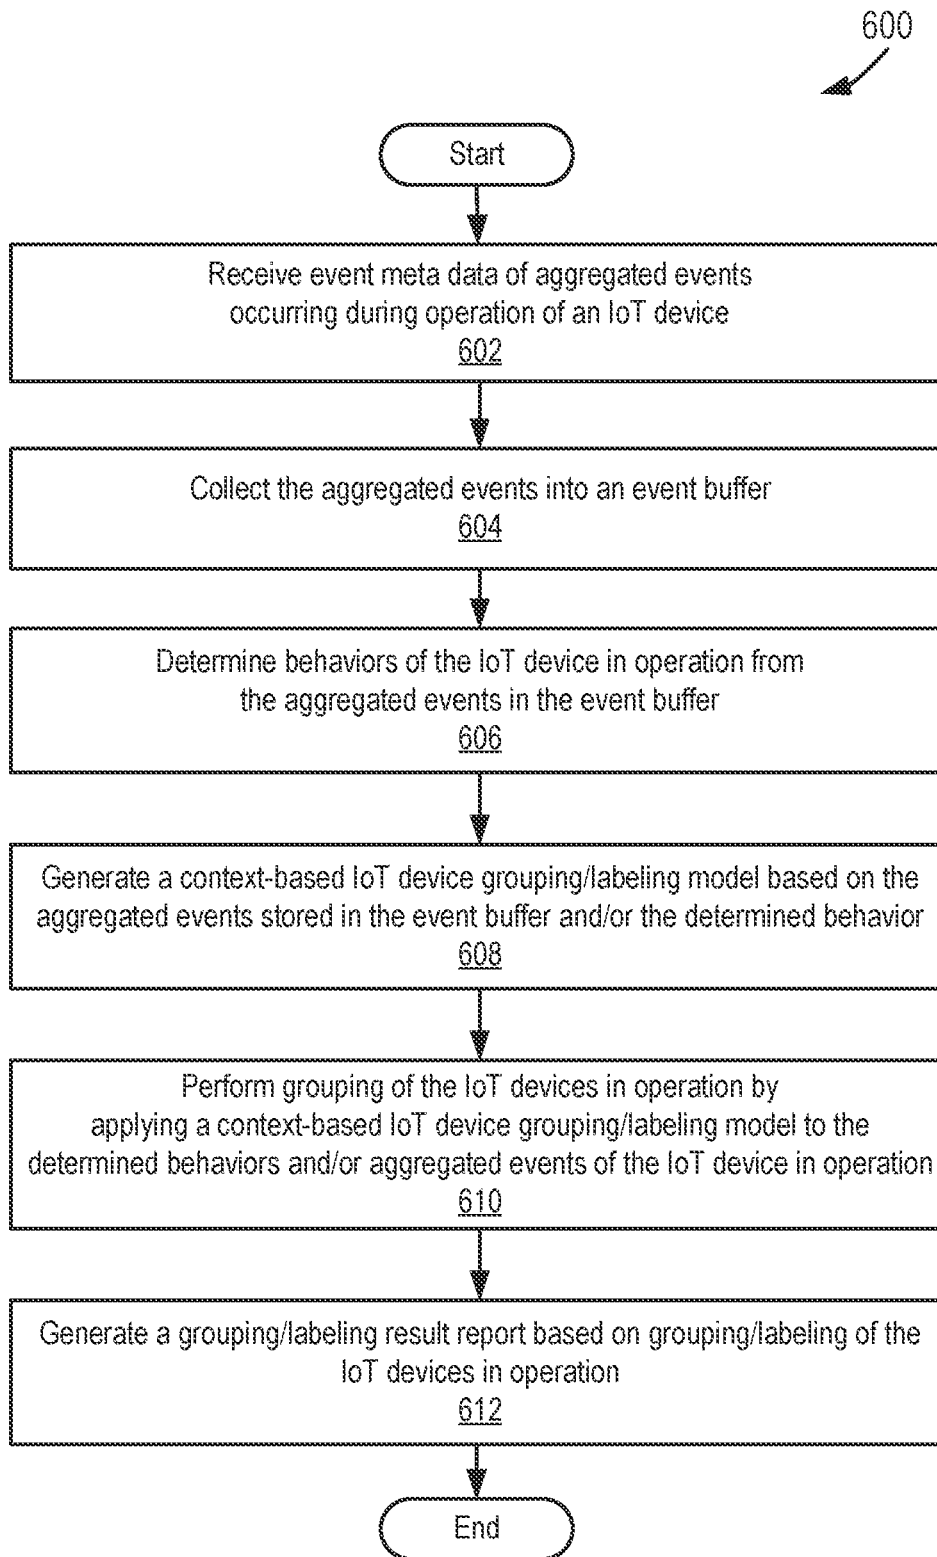 600
Start
Receive event meta data of aggregated events
occurring during operation of an IoT device
602
Collect the aggregated events into an event buffer
604
Determine behaviors of the IoT device in operation from
the aggregated events in the event buffer
606
Generate a context-based IoT device grouping/labeling model based on the
aggregated events stored in the event buffer and/or the determined behavior
608
Perform grouping of the IoT devices in operation by
applying a context-based IoT device grouping/labeling model to the
determined behaviors and/or aggregated events of the IoT device in operation
610
Generate a grouping/labeling result report based on grouping/labeling of the
IoT devices in operation
612
End